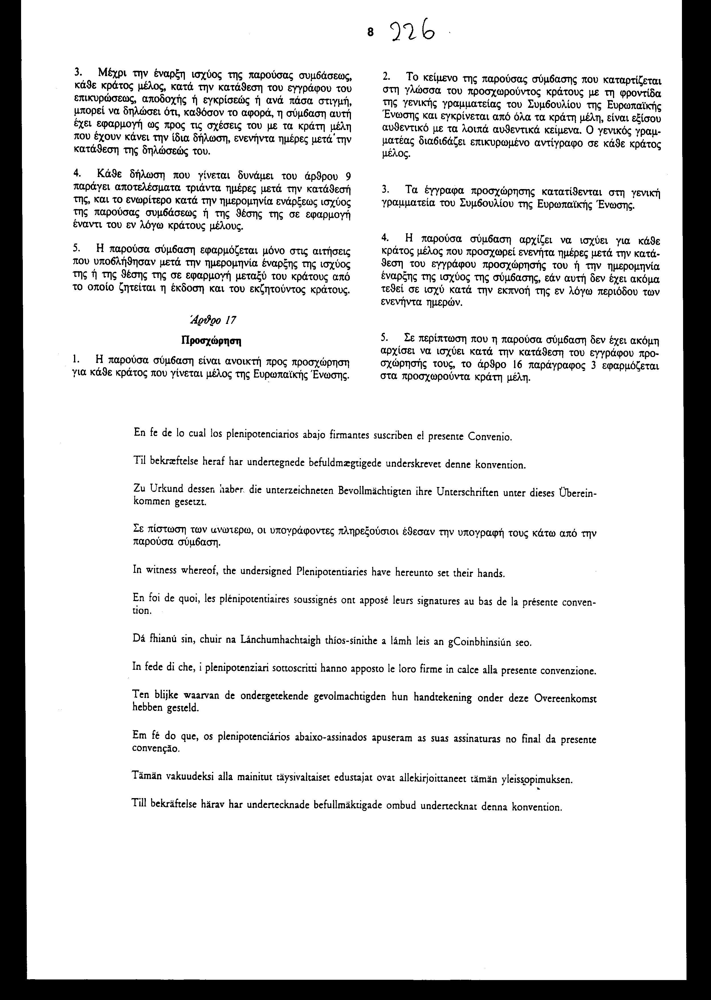 8 226
3. Μέχρι την έναρξη ισχύος της παρούσας συμβάσεως,
κάθε κράτος μέλος, κατά την κατάθεση του εγγράφου του
επικυρώσεως, αποδοχής ή εγκρίσεώς ή ανά πάσα στιγμή,
μπορεί να δηλώσει ότι, καθόσον το αφορά, η σύμβαση αυτή
έχει εφαρμογή ως προς τις σχέσεις του με τα κράτη μέλη
που έχουν κάνει την ίδια δήλωση, ενενήντα ημέρες μετά την
κατάθεση της δηλώσεώς του.
4. Κάθε δήλωση που γίνεται δυνάμει του άρθρου 9
παράγει αποτελέσματα τριάντα ημέρες μετά την κατάθεσή
της, και το ενωρίτερο κατά την ημερομηνία ενάρξεως ισχύος
της παρούσας συμβάσεως ή της θέσης της σε εφαρμογή
έναντι του εν λόγω κράτους μέλους.
5. Η παρούσα σύμβαση εφαρμόζεται μόνο στις αιτήσεις
που υποβλήθησαν μετά την ημερομηνία έναρξης της ισχύος
της ή της θέσης της σε εφαρμογή μεταξύ του κράτους από
το οποίο ζητείται η έκδοση και του εκζητούντος κράτους.
Άρθρο 17
Προσχώρηση
1. Η παρούσα σύμβαση είναι ανοικτή προς προσχώρηση
για κάθε κράτος που γίνεται μέλος της Ευρωπαϊκής Ένωσης.
2. Το κείμενο της παρούσας σύμβασης που καταρτίζεται
στη γλώσσα του προσχωρούντος κράτους με τη φροντίδα
της γενικής γραμματείας του Συμβουλίου της Ευρωπαϊκής
Ένωσης και εγκρίνεται από όλα τα κράτη μέλη, είναι εξίσου
αυθεντικό με τα λοιπά αυθεντικά κείμενα. Ο γενικός γραμ-
ματέας διαβιβάζει επικυρωμένο αντίγραφο σε κάθε κράτος
μέλος.
3. Τα έγγραφα προσχώρησης κατατίθενται στη γενική
γραμματεία του Συμβουλίου της Ευρωπαϊκής Ένωσης.
4. Η παρούσα σύμβαση αρχίζει να ισχύει για κάθε
κράτος μέλος που προσχωρεί ενενήτα ημέρες μετά την κατά-
θεση του εγγράφου προσχώρησής του ή την ημερομηνία
έναρξης της ισχύος της σύμβασης, εάν αυτή δεν έχει ακόμα
τεθεί σε ισχύ κατά την εκπνοή της εν λόγω περιόδου των
ενενήντα ημερών.
5. Σε περίπτωση που η παρούσα σύμβαση δεν έχει ακόμη
αρχίσει να ισχύει κατά την κατάθεση του εγγράφου προ-
σχώρησής τους, το άρθρο 16 παράγραφος 3 εφαρμόζεται
στα προσχωρούντα κράτη μέλη.
En fe de lo cual los plenipotenciarios abajo firmantes suscriben el presente Convenio.
Til bekræftelse heraf har undertegnede befuldmægtigede underskrevet denne konvention.
Zu Urkund dessen haben die unterzeichneten Bevollmächtigten ihre Unterschriften unter dieses Überein-
kommen gesetzt.
Σε πίστωση των ανωτερω, οι υπογράφοντες πληρεξούσιοι έθεσαν την υπογραφή τους κάτω από την
παρούσα σύμβαση.
In witness whereof, the undersigned Plenipotentiaries have hereunto set their hands.
En foi de quoi, les plénipotentiaires soussignés ont apposé leurs signatures au bas de la présente conven-
tion.
Dá fhianú sin, chuir na Lánchumhachtaigh thíos-sínithe a lámh leis an gCoinbhinsiún seo.
In fede di che, i plenipotenziari sottoscritti hanno apposto le loro firme in calce alla presente convenzione.
Ten blijke waarvan de ondergetekende gevolmachtigden hun handtekening onder deze Overeenkomst
hebben gesteld.
Em fé do que, os plenipotenciários abaixo-assinados apuseram as suas assinaturas no final da presente
convenção.
Tämän vakuudeksi alla mainitut täysivaltaiset edustajat ovat allekirjoittaneet tämän yleissopimuksen.
Till bekräftelse härav har undertecknade befullmäktigade ombud undertecknat denna konvention.